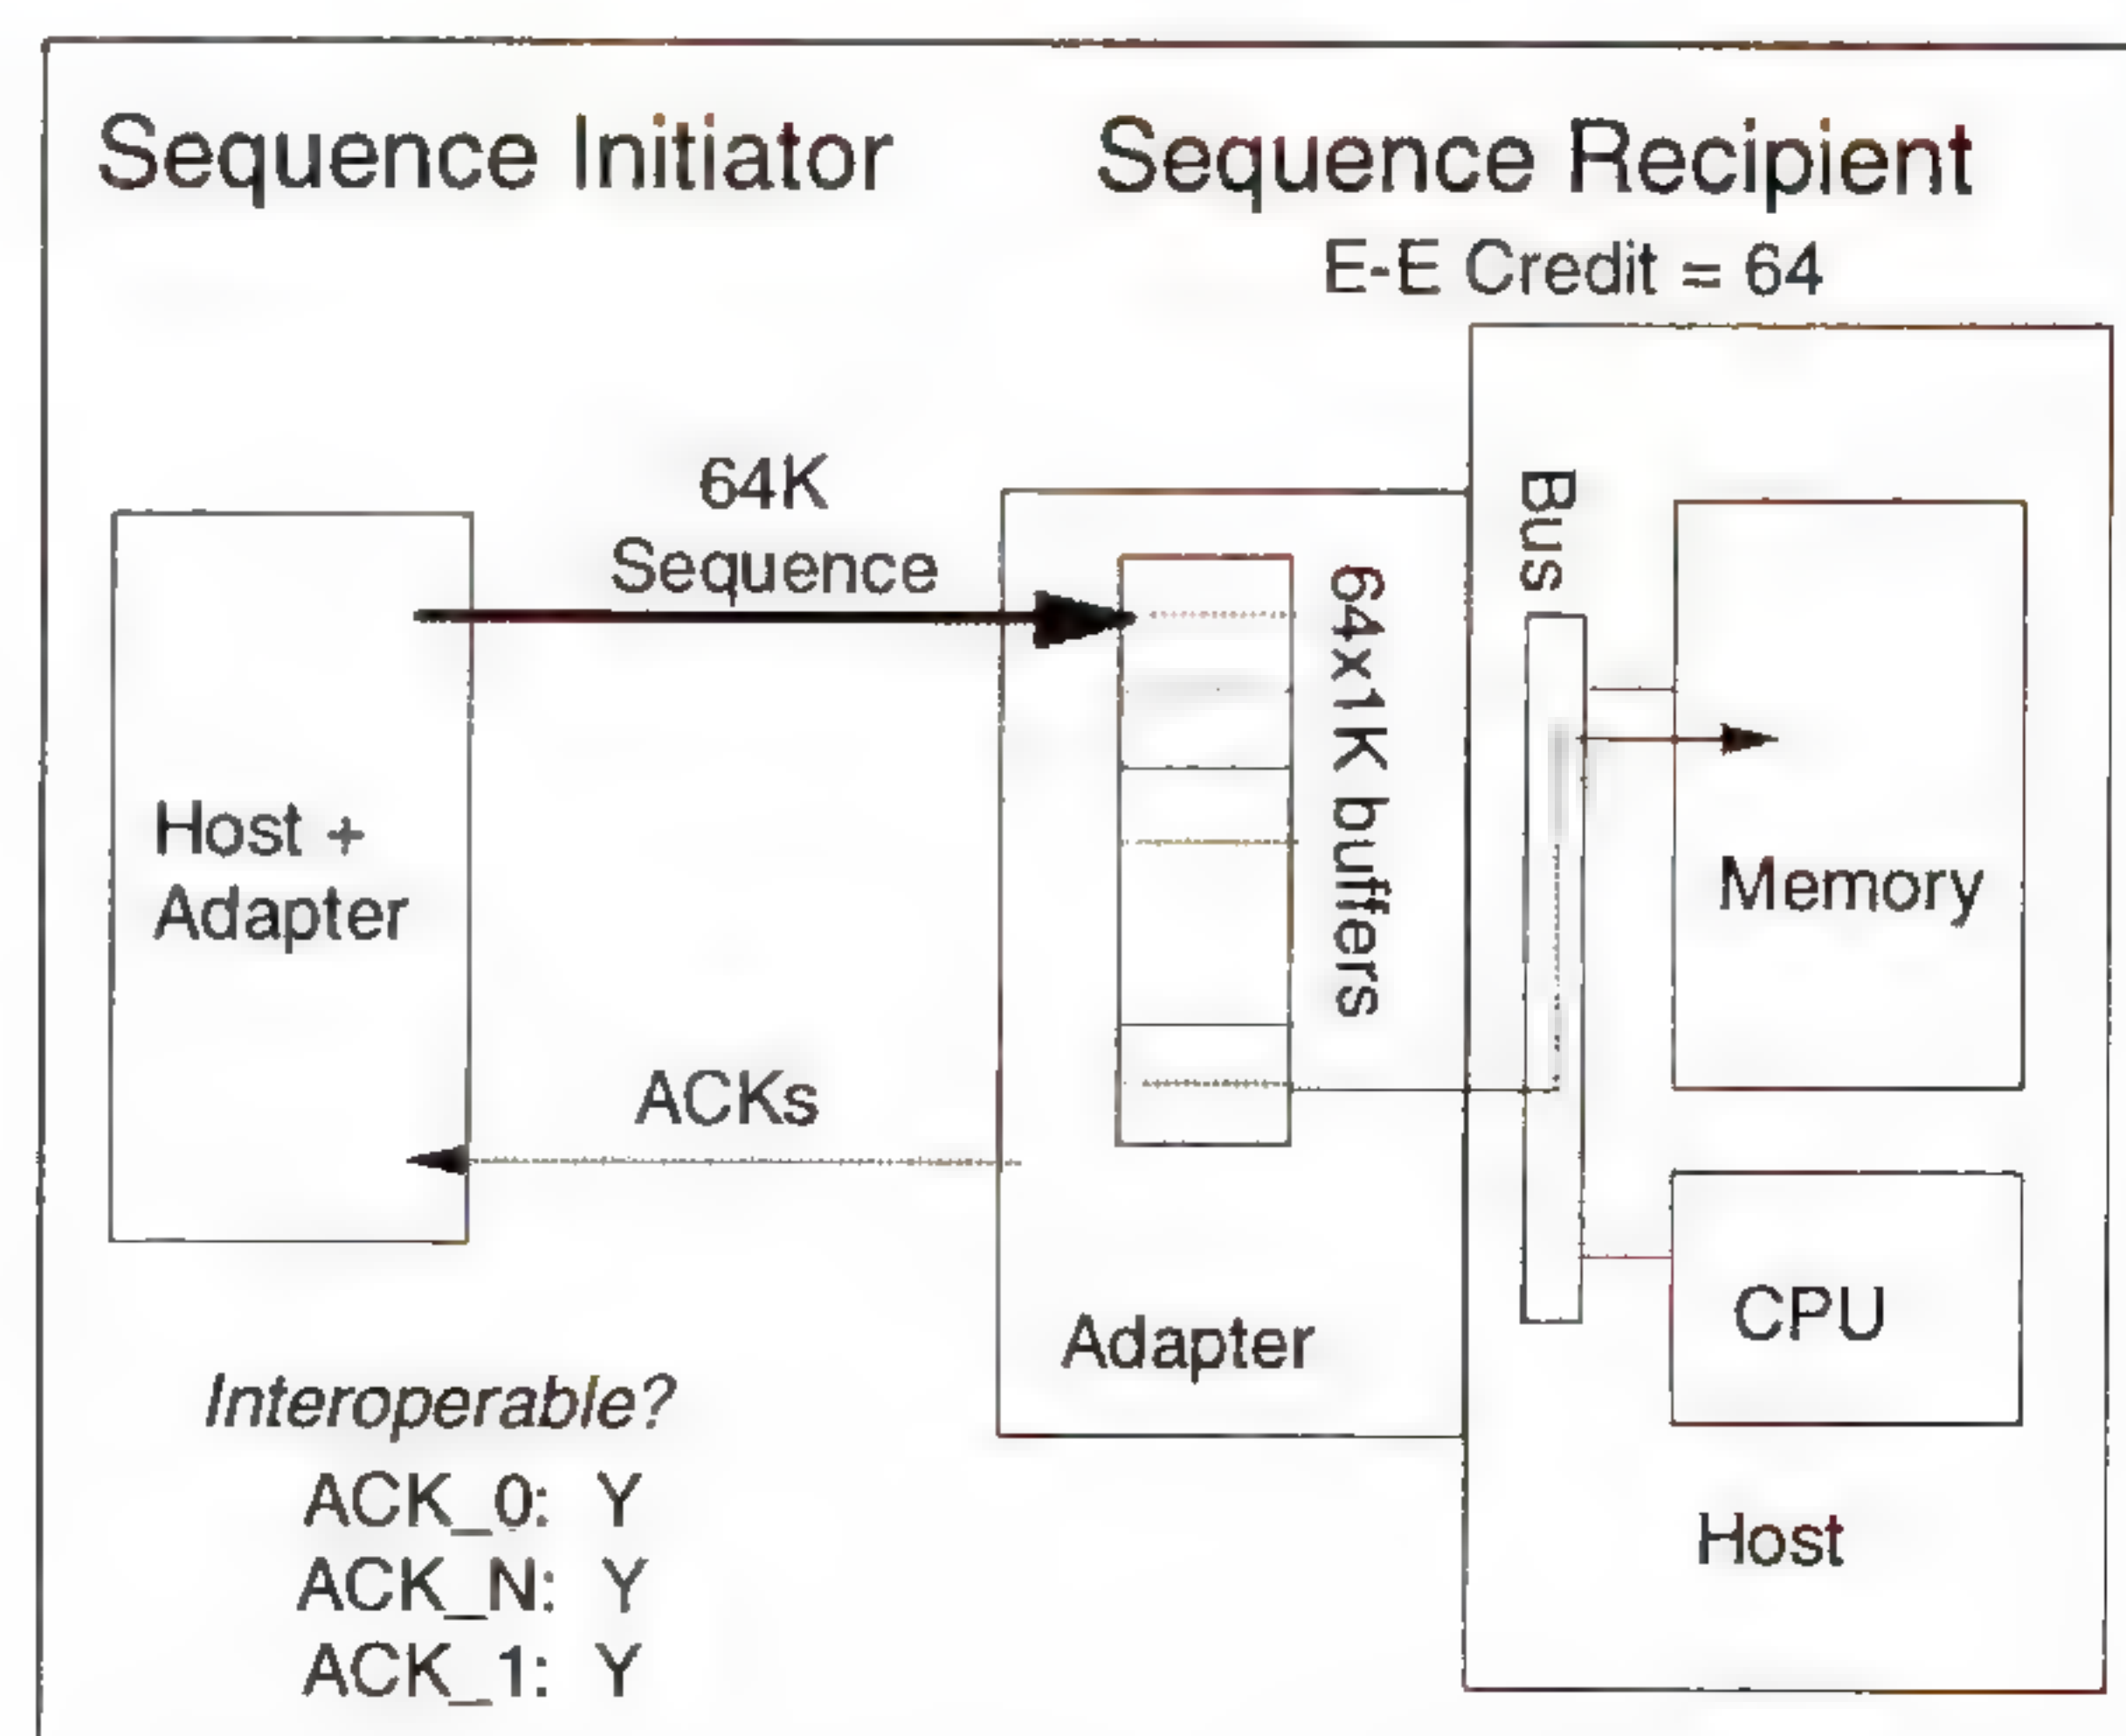 Sequence Initiator
Sequence Recipient
E-E Credit = 64
64K
Sequence
Bus
64x1K buffers
Host +
Adapter
Memory
ACKs
CPU
Adapter
Interoperable?
ACK_0: Y
ACK_N: Y
ACK_1: Y
Host